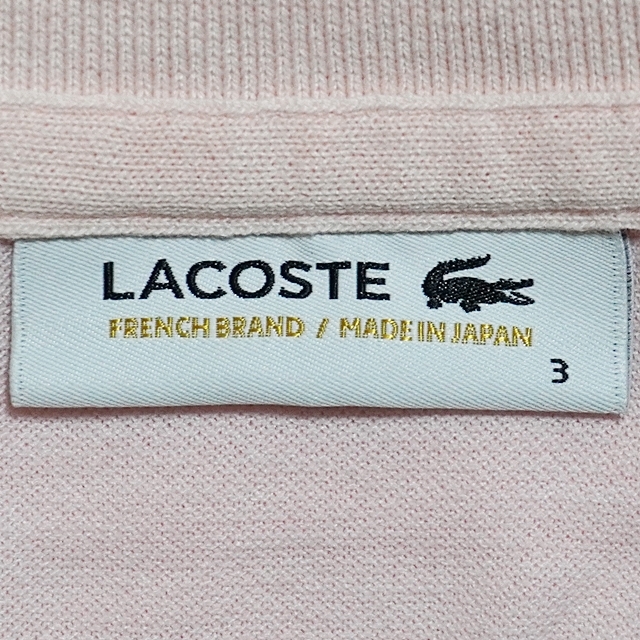 LACOSTE
FRENCH BRAND / MADE IN JAPAN
3